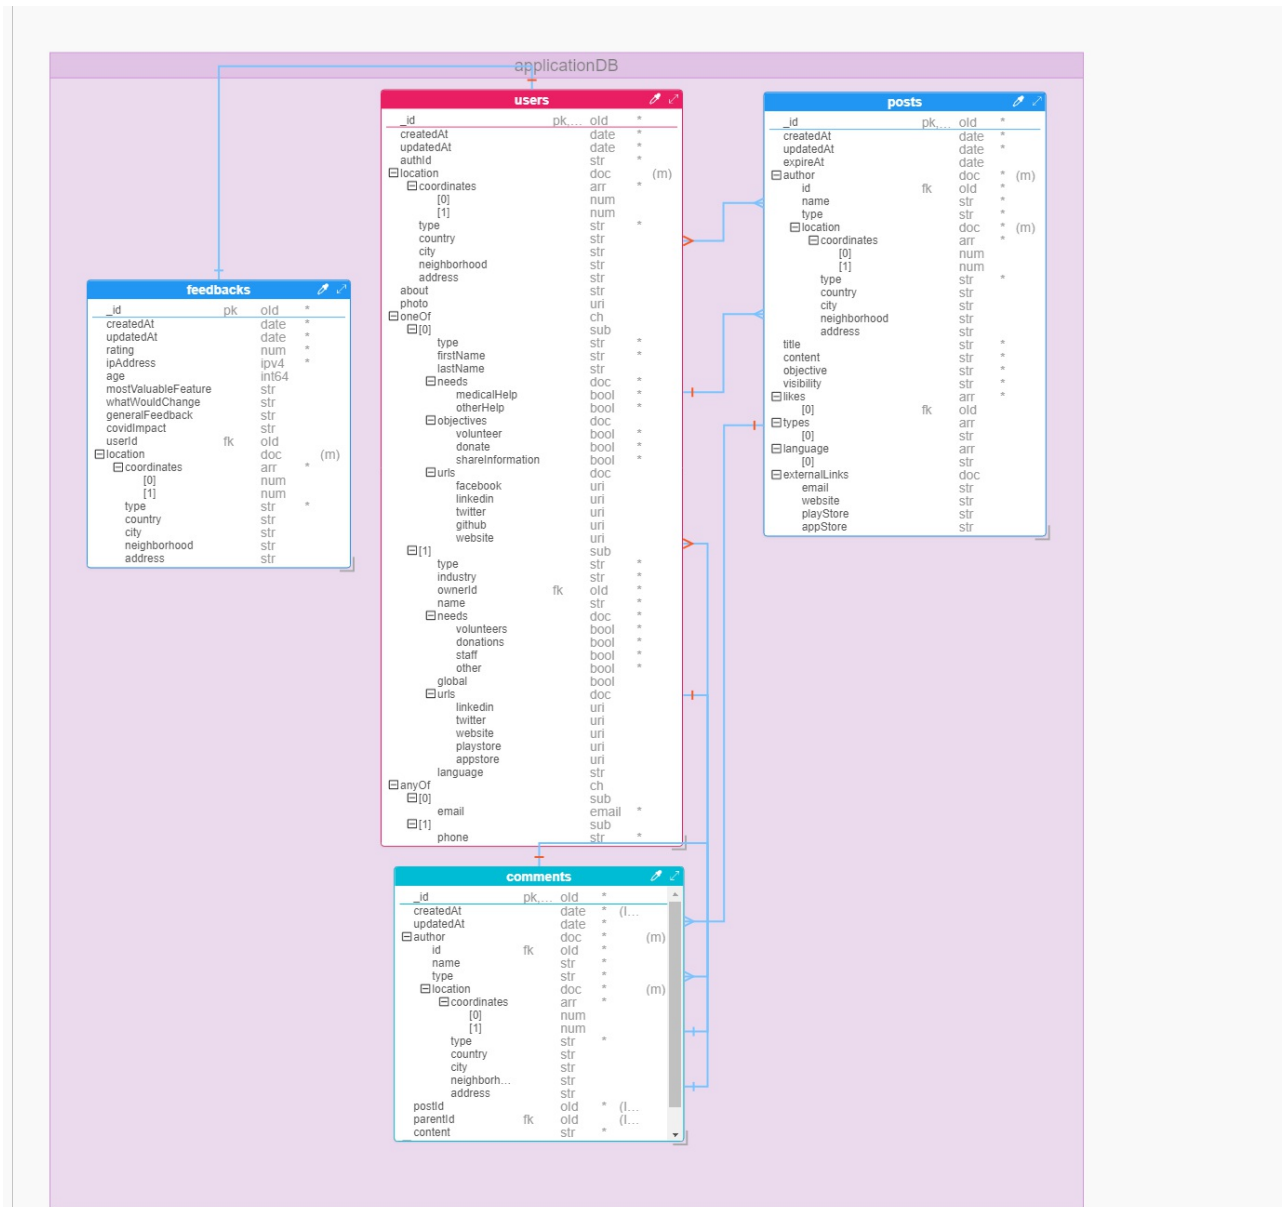 applicationDB
users
_id pk,... oId *
createdAt date *
updatedAt date *
authId str *
location doc (m)
coordinates arr *
[0] num
[1] num
type str *
country str
city str
neighborhood str
address str
about str
photo uri
oneOf ch
[0] sub
type str *
firstName str *
lastName str
needs doc *
medicalHelp bool *
otherHelp bool *
objectives doc
volunteer bool *
donate bool *
shareInformation bool *
urls doc
facebook uri
linkedin uri
twitter uri
github uri
website uri
[1] sub
type str *
industry str *
ownerId fk oId *
name str *
needs doc *
volunteers bool *
donations bool *
staff bool *
other bool *
global bool
urls doc
linkedin uri
twitter uri
website uri
playstore uri
appstore uri
language str
anyOf ch
[0] sub
email email *
[1] sub
phone str *
posts
_id pk,... oId *
createdAt date *
updatedAt date *
expireAt date
author doc * (m)
id fk oId *
name str *
type str *
location doc * (m)
coordinates arr *
[0] num
[1] num
type str *
country str
city str
neighborhood str
address str
title str *
content str *
objective str *
visibility str *
likes arr *
[0] fk oId
types arr
[0] str
language arr
[0] str
externalLinks doc
email str
website str
playStore str
appStore str
feedbacks
_id pk oId *
createdAt date *
updatedAt date *
rating num *
ipAddress ipv4 *
age int64
mostValuableFeature str
whatWouldChange str
generalFeedback str
covidImpact str
userId fk oId
location doc (m)
coordinates arr *
[0] num
[1] num
type str *
country str
city str
neighborhood str
address str
comments
_id pk,... oId *
createdAt date * (I...
updatedAt date *
author doc * (m)
id fk oId *
name str *
type str *
location doc * (m)
coordinates arr *
[0] num
[1] num
type str *
country str
city str
neighborh... str
address str
postId oId * (I...
parentId fk oId (I...
content str *